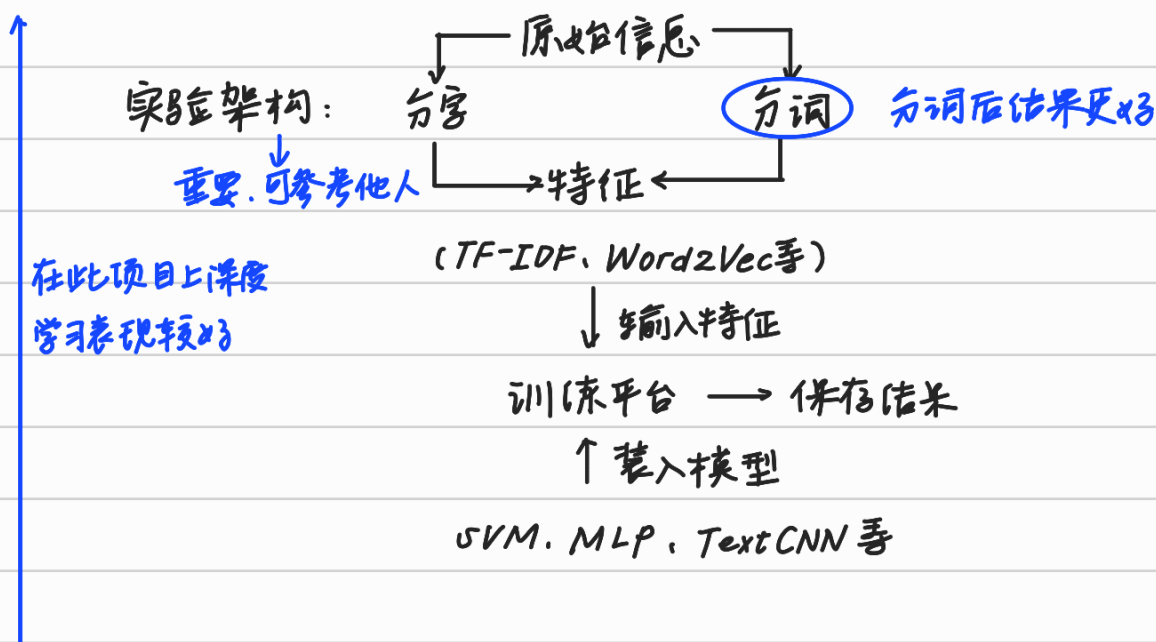 原始信息
实验架构： 分字 分词 分词后结果更好
重要.可参考他人 特征
(TF-IDF、Word2Vec等)
在此项目上深度
学习表现较好
输入特征
训练平台 → 保存结果
装入模型
SVM、MLP、TextCNN等